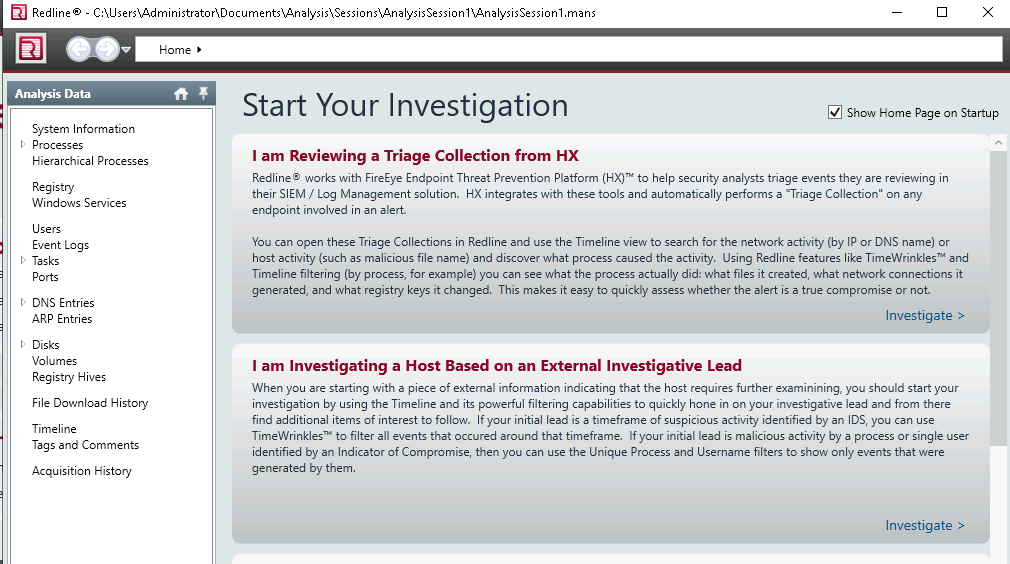 Redline® - C:\Users\Administrator\Documents\Analysis\Sessions\AnalysisSession1\AnalysisSession1.mans
Home
Analysis Data
System Information
Processes
Hierarchical Processes
Registry
Windows Services
Users
Event Logs
Tasks
Ports
DNS Entries
ARP Entries
Disks
Volumes
Registry Hives
File Download History
Timeline
Tags and Comments
Acquisition History
Start Your Investigation
Show Home Page on Startup
I am Reviewing a Triage Collection from HX
Redline® works with FireEye Endpoint Threat Prevention Platform (HX)™ to help security analysts triage events they are reviewing in
their SIEM / Log Management solution. HX integrates with these tools and automatically performs a "Triage Collection" on any
endpoint involved in an alert.
You can open these Triage Collections in Redline and use the Timeline view to search for the network activity (by IP or DNS name) or
host activity (such as malicious file name) and discover what process caused the activity. Using Redline features like TimeWrinkles™ and
Timeline filtering (by process, for example) you can see what the process actually did: what files it created, what network connections it
generated, and what registry keys it changed. This makes it easy to quickly assess whether the alert is a true compromise or not.
Investigate >
I am Investigating a Host Based on an External Investigative Lead
When you are starting with a piece of external information indicating that the host requires further examinining, you should start your
investigation by using the Timeline and its powerful filtering capabilities to quickly hone in on your investigative lead and from there
find additional items of interest to follow. If your initial lead is a timeframe of suspicious activity identified by an IDS, you can use
TimeWrinkles™ to filter all events that occured around that timeframe. If your initial lead is malicious activity by a process or single user
identified by an Indicator of Compromise, then you can use the Unique Process and Username filters to show only events that were
generated by them.
Investigate >